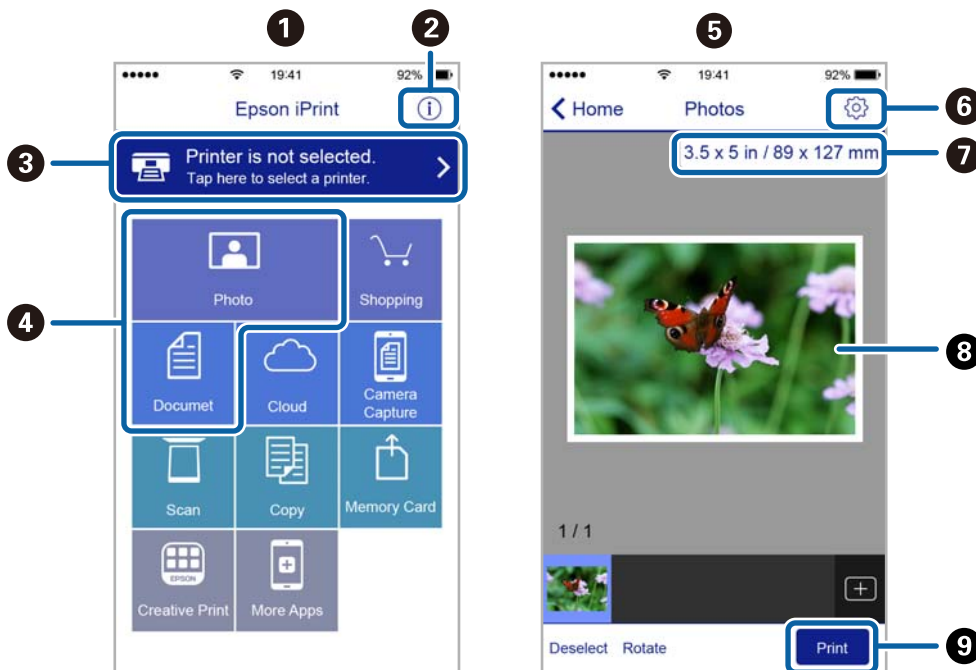 1
2
19:41
92%
Epson iPrint
3
Printer is not selected.
Tap here to select a printer.
4
Photo
Shopping
Documet
Cloud
Camera
Capture
Scan
Copy
Memory Card
EPSON
Creative Print
More Apps
5
19:41
92%
Home
Photos
6
3.5 x 5 in / 89 x 127 mm
7
8
1 / 1
Deselect
Rotate
Print
9